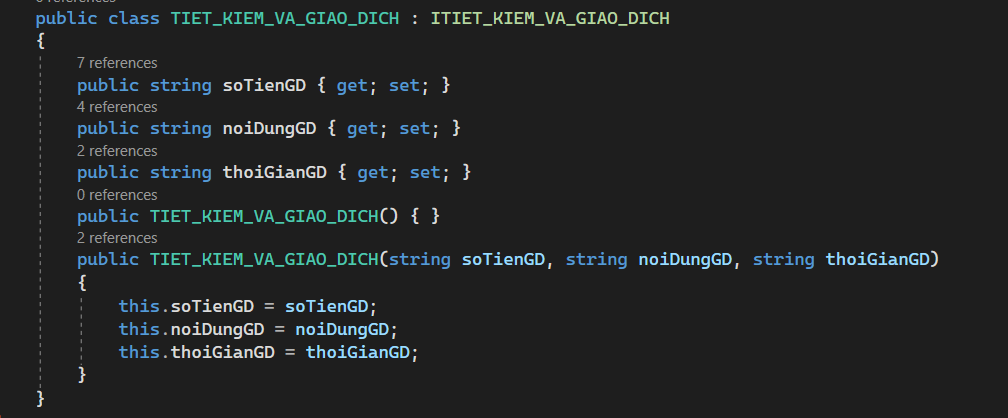 public class TIET_KIEM_VA_GIAO_DICH : ITIET_KIEM_VA_GIAO_DICH
{
7 references
public string soTienGD { get; set; }
4 references
public string noiDungGD { get; set; }
2 references
public string thoiGianGD { get; set; }
0 references
public TIET_KIEM_VA_GIAO_DICH() { }
2 references
public TIET_KIEM_VA_GIAO_DICH(string soTienGD, string noiDungGD, string thoiGianGD)
{
this.soTienGD = soTienGD;
this.noiDungGD = noiDungGD;
this.thoiGianGD = thoiGianGD;
}
}